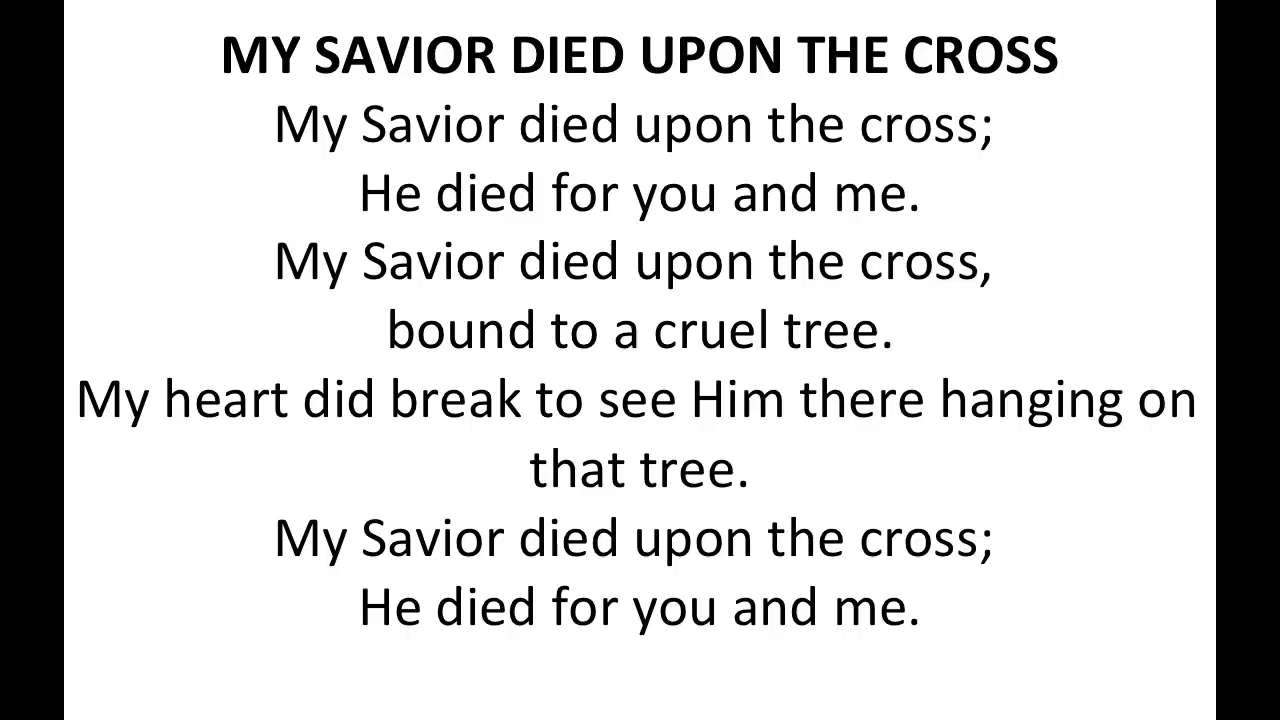 MY SAVIOR DIED UPON THE CROSS
My Savior died upon the cross;
He died for you and me.
My Savior died upon the cross,
bound to a cruel tree.
My heart did break to see Him there hanging on
that tree.
My Savior died upon the cross;
He died for you and me.